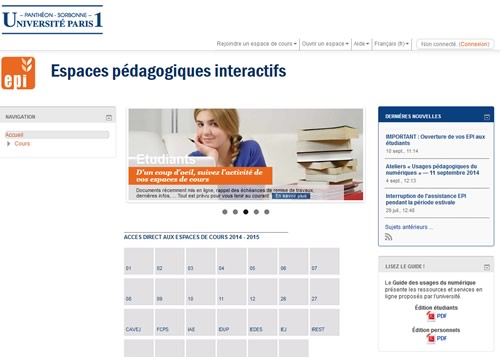 PANTHÉON - SORBONNE
UNIVERSITÉ PARIS 1
Rejoindre un espace de cours
Ouvrir un espace
Aide
Français (fr)
Non connecté. (Connexion)
epi
Espaces pédagogiques interactifs
NAVIGATION
Accueil
Cours
Étudiants
D'un coup d'oeil, suivez l'activité de
vos espaces de cours
Documents récemment mis en ligne, rappel des échéances de remise de travaux,
dernières infos, ... Tout est prévu pour vous tenir au courant
En savoir plus
ACCES DIRECT AUX ESPACES DE COURS 2014 - 2015
01 02 03 04 05 06 07
08 09 10 11 12 26 27
CAVEJ FCPS IAE IDUP IEDES IEJ IREST
DERNIÈRES NOUVELLES
IMPORTANT : Ouverture de vos EPI aux
étudiants
10 sept., 11:14
Ateliers « Usages pédagogiques du
numériques » — 11 septembre 2014
4 sept., 12:13
Interruption de l'assistance EPI
pendant la période estivale
29 juil., 12:46
Sujets antérieurs ...
LISEZ LE GUIDE !
Le Guide des usages du numérique
présente les ressources et services en
ligne proposés par l'université.
Édition étudiants
PDF
Édition personnels
PDF